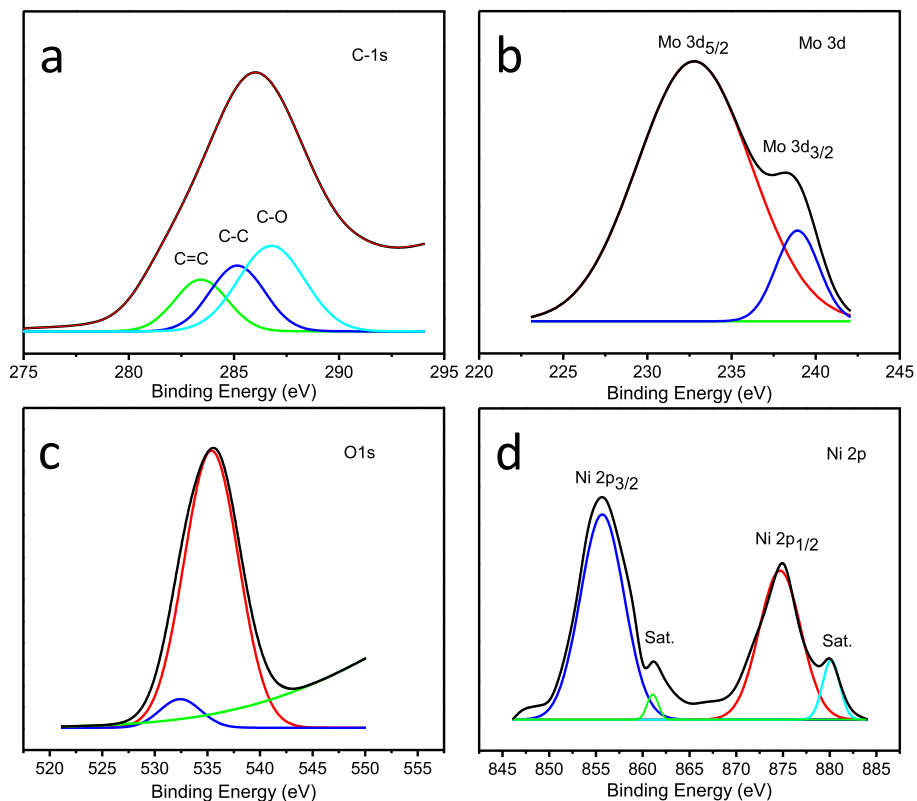 a
C-1s
C=C
C-C
C-O
275 280 285 290 295
Binding Energy (eV)
b
Mo 3d5/2
Mo 3d
Mo 3d3/2
220 225 230 235 240 245
Binding Energy (eV)
c
O1s
520 525 530 535 540 545 550 555
Binding Energy (eV)
d
Ni 2p
Ni 2p3/2
Ni 2p1/2
Sat.
Sat.
845 850 855 860 865 870 875 880 885
Binding Energy (eV)